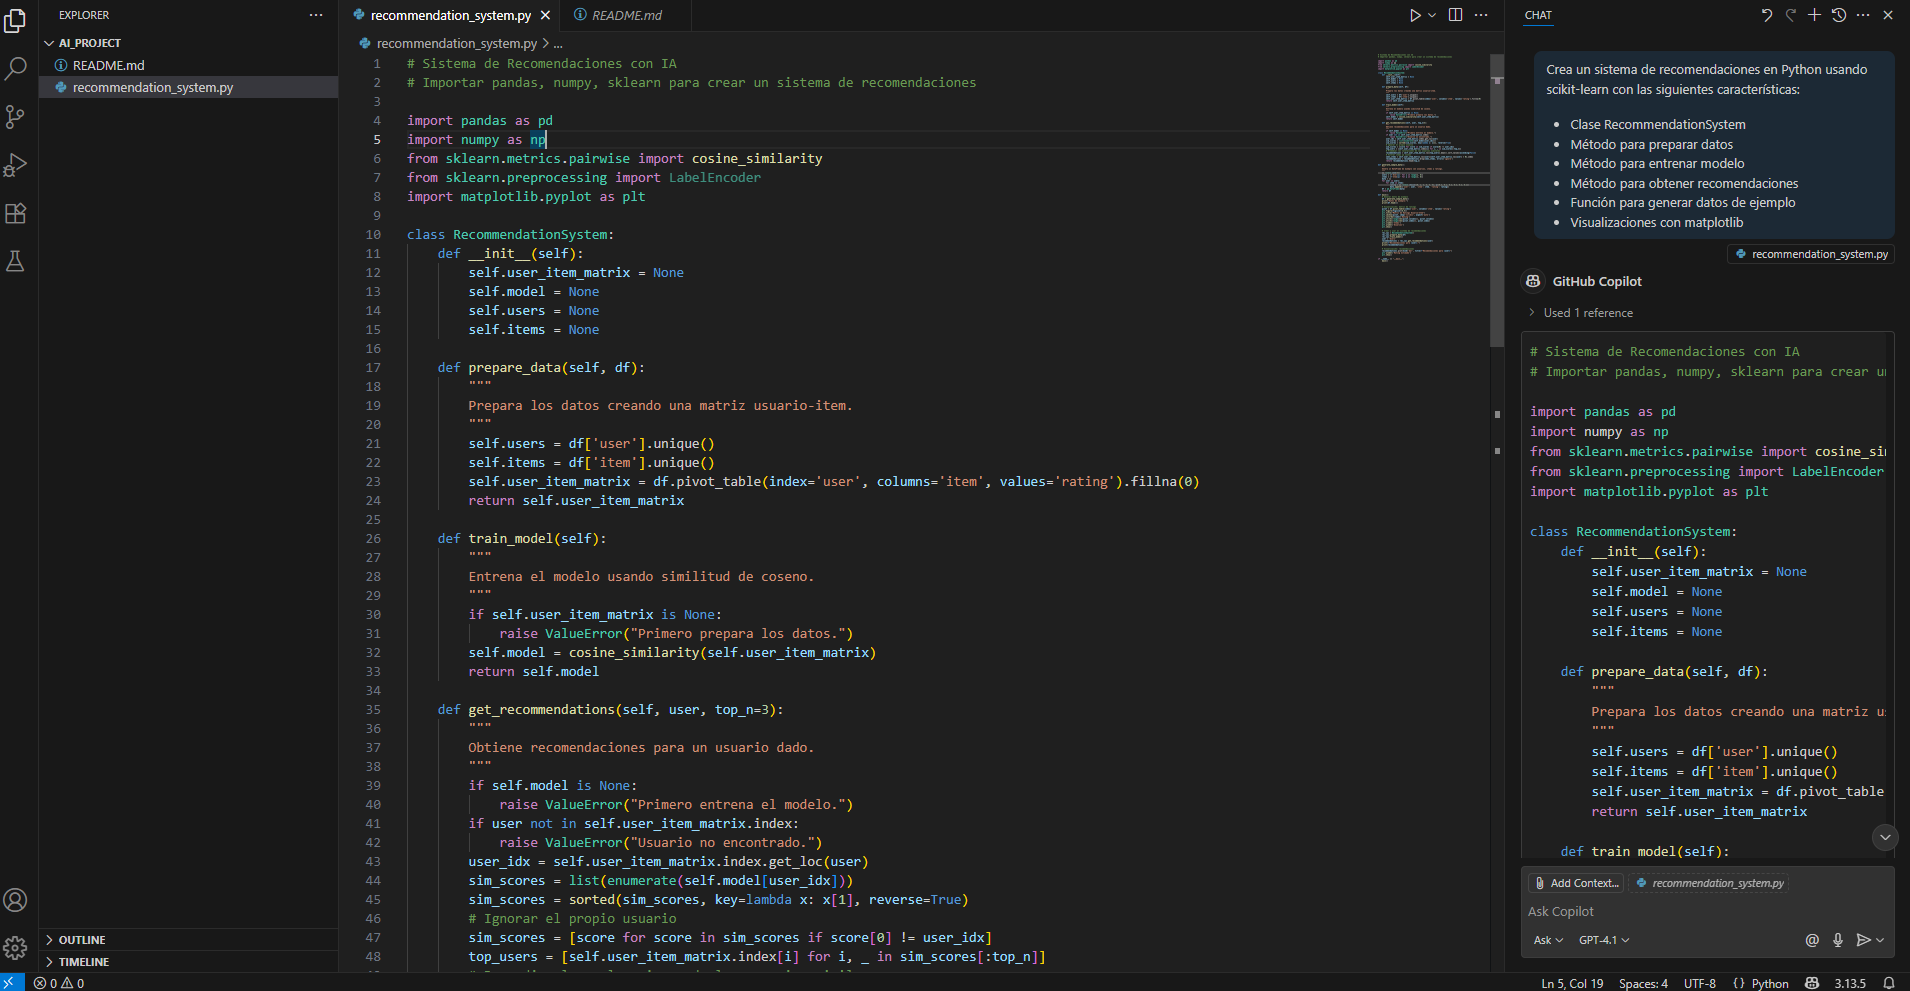 EXPLORER
AI_PROJECT
README.md
recommendation_system.py
OUTLINE
TIMELINE
recommendation_system.py
README.md
recommendation_system.py > ...
1 # Sistema de Recomendaciones con IA
2 # Importar pandas, numpy, sklearn para crear un sistema de recomendaciones
3
4 import pandas as pd
5 import numpy as np
6 from sklearn.metrics.pairwise import cosine_similarity
7 from sklearn.preprocessing import LabelEncoder
8 import matplotlib.pyplot as plt
9
10 class RecommendationSystem:
11     def __init__(self):
12         self.user_item_matrix = None
13         self.model = None
14         self.users = None
15         self.items = None
16
17     def prepare_data(self, df):
18         """
19         Prepara los datos creando una matriz usuario-item.
20         """
21         self.users = df['user'].unique()
22         self.items = df['item'].unique()
23         self.user_item_matrix = df.pivot_table(index='user', columns='item', values='rating').fillna(0)
24         return self.user_item_matrix
25
26     def train_model(self):
27         """
28         Entrena el modelo usando similitud de coseno.
29         """
30         if self.user_item_matrix is None:
31             raise ValueError("Primero prepara los datos.")
32         self.model = cosine_similarity(self.user_item_matrix)
33         return self.model
34
35     def get_recommendations(self, user, top_n=3):
36         """
37         Obtiene recomendaciones para un usuario dado.
38         """
39         if self.model is None:
40             raise ValueError("Primero entrena el modelo.")
41         if user not in self.user_item_matrix.index:
42             raise ValueError("Usuario no encontrado.")
43         user_idx = self.user_item_matrix.index.get_loc(user)
44         sim_scores = list(enumerate(self.model[user_idx]))
45         sim_scores = sorted(sim_scores, key=lambda x: x[1], reverse=True)
46         # Ignorar el propio usuario
47         sim_scores = [score for score in sim_scores if score[0] != user_idx]
48         top_users = [self.user_item_matrix.index[i] for i, _ in sim_scores[:top_n]]
CHAT
Crea un sistema de recomendaciones en Python usando
scikit-learn con las siguientes características:
• Clase RecommendationSystem
• Método para preparar datos
• Método para entrenar modelo
• Método para obtener recomendaciones
• Función para generar datos de ejemplo
• Visualizaciones con matplotlib
recommendation_system.py
GitHub Copilot
Used 1 reference
# Sistema de Recomendaciones con IA
# Importar pandas, numpy, sklearn para crear
import pandas as pd
import numpy as np
from sklearn.metrics.pairwise import cosine_si
from sklearn.preprocessing import LabelEncoder
import matplotlib.pyplot as plt
class RecommendationSystem:
    def __init__(self):
        self.user_item_matrix = None
        self.model = None
        self.users = None
        self.items = None
    def prepare_data(self, df):
        """
        Prepara los datos creando una matriz u
        """
        self.users = df['user'].unique()
        self.items = df['item'].unique()
        self.user_item_matrix = df.pivot_table
        return self.user_item_matrix
    def train_model(self):
Add Context... recommendation_system.py
Ask Copilot
Ask GPT-4.1
0 0 Ln 5, Col 19 Spaces: 4 UTF-8 {} Python 3.13.5